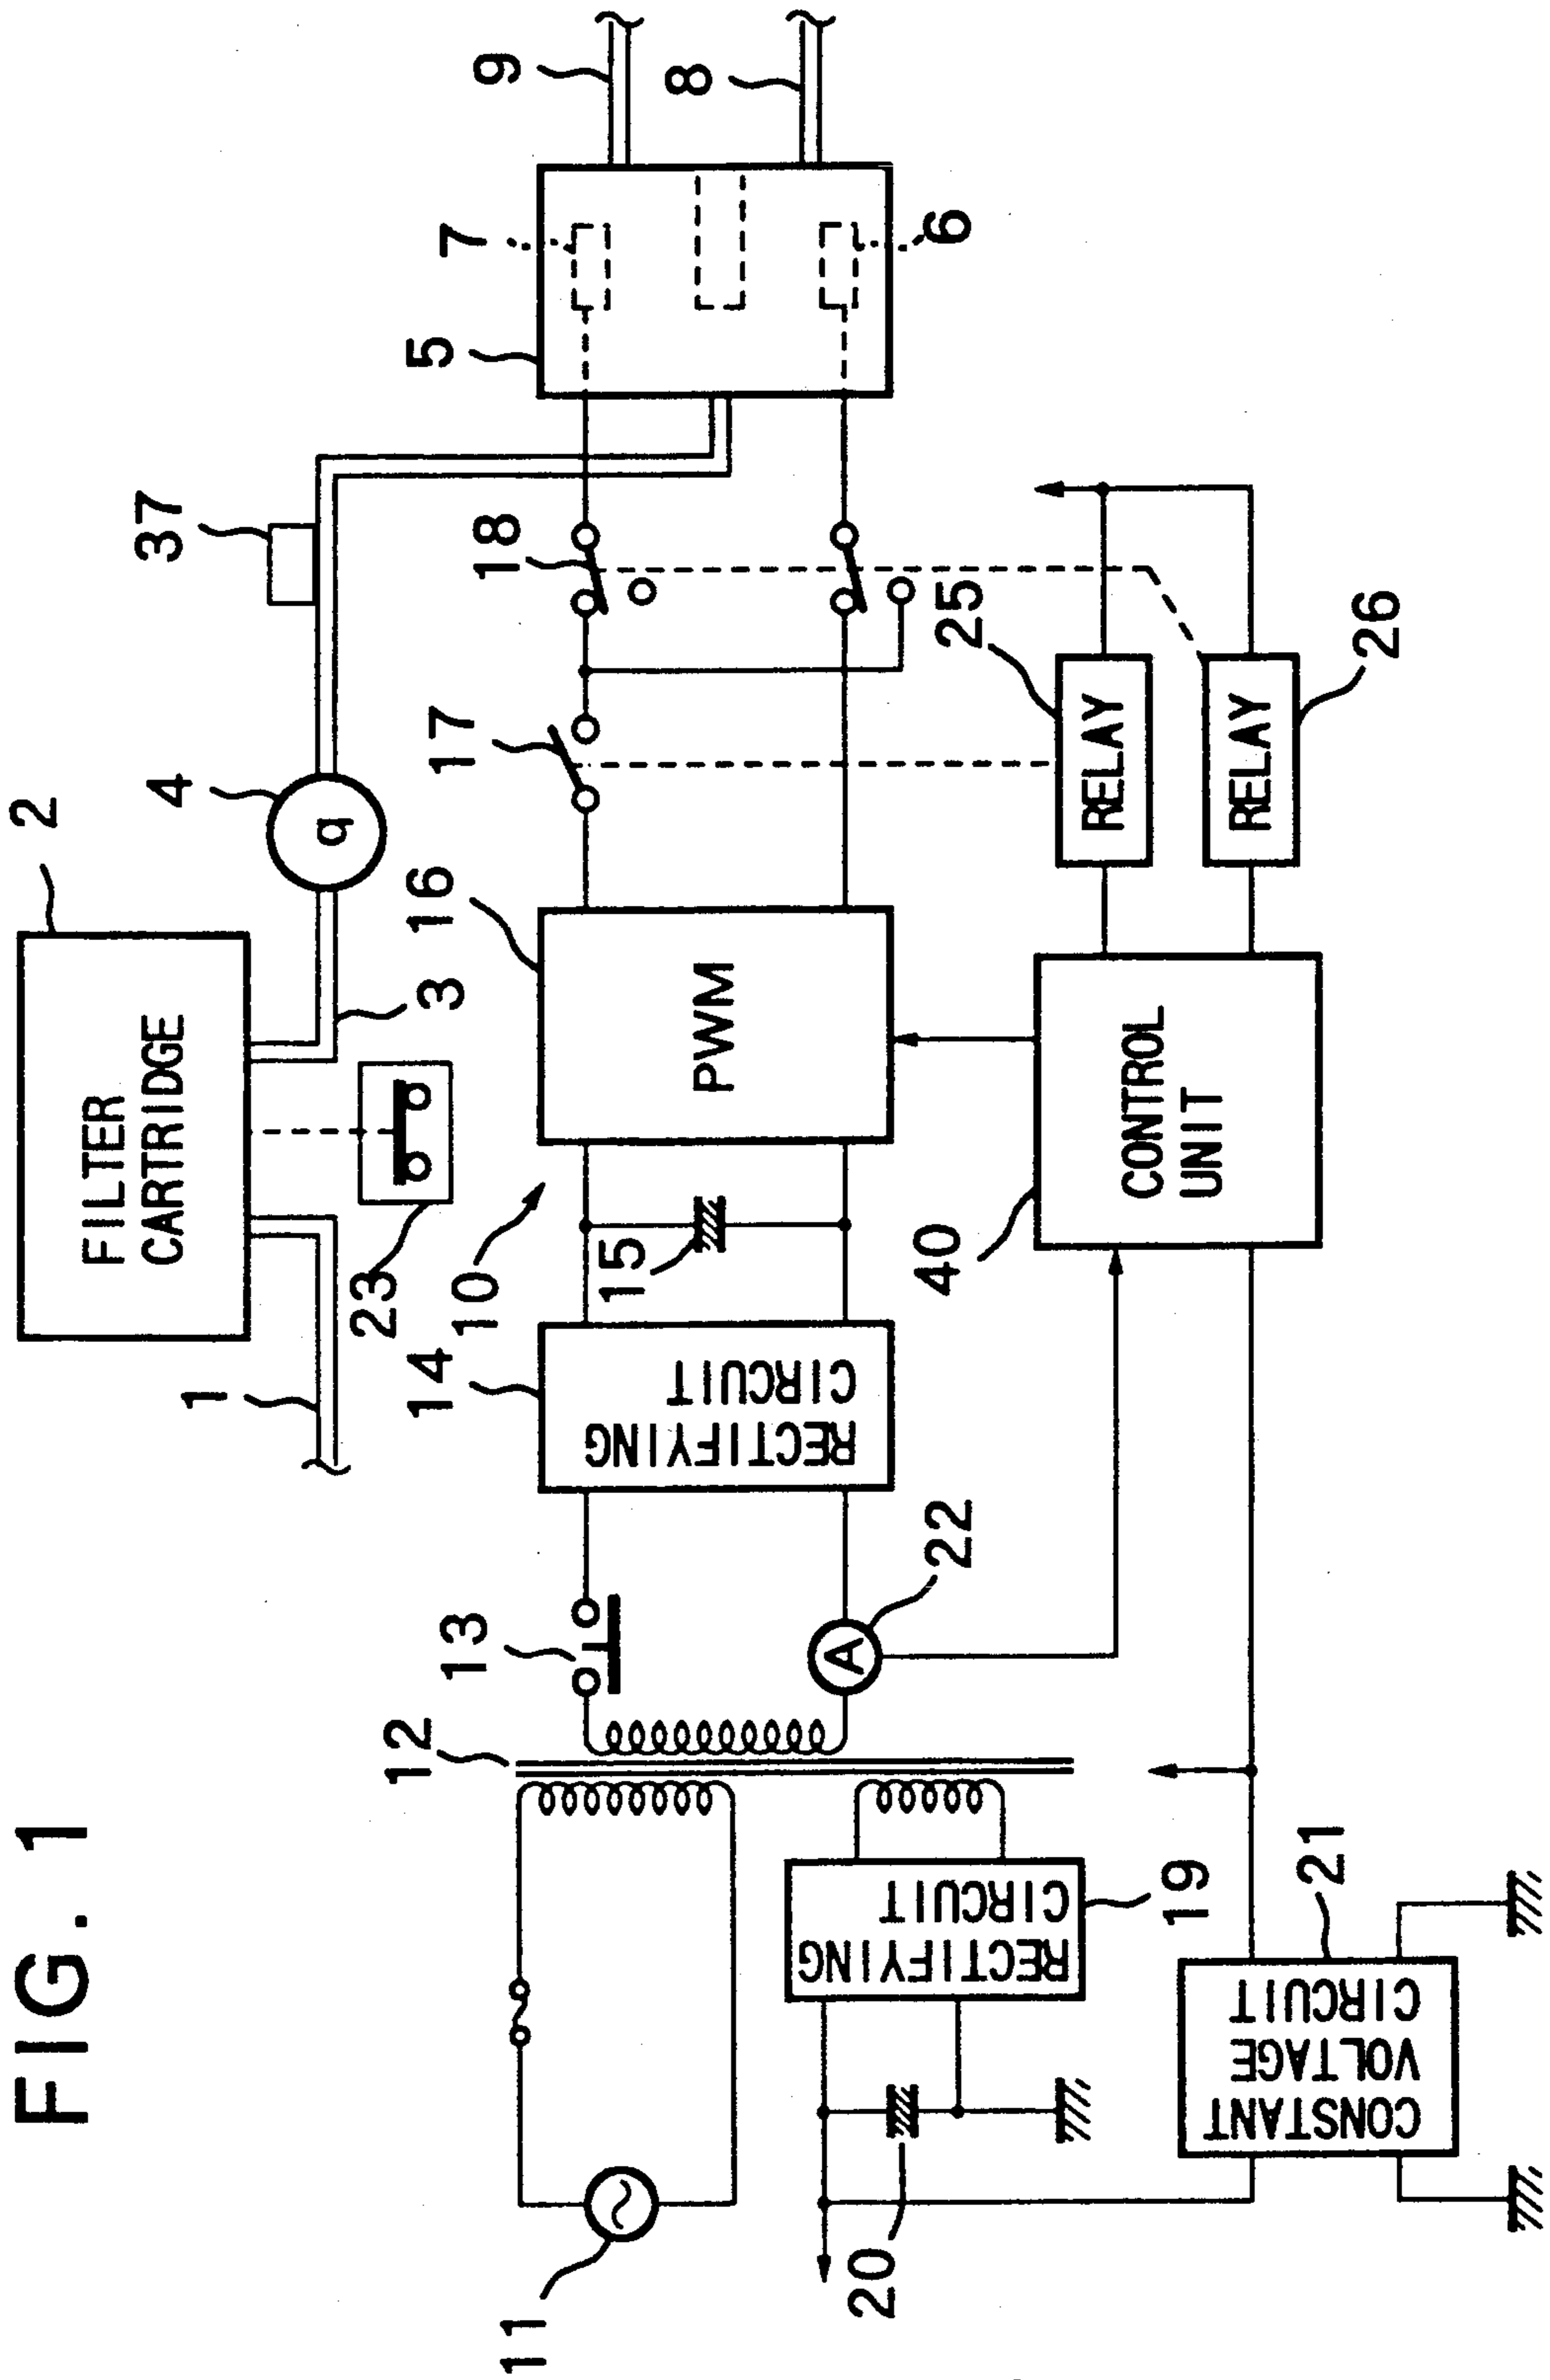 FIG. 1
2
FILTER
CARTRIDGE
1
3
4
q
37
9
8
7
6
5
23
10
11
12
13
14
RECTIFYING
CIRCUIT
15
16
PWM
17
18
A
22
19
RECTIFYING
CIRCUIT
20
21
CONSTANT
VOLTAGE
CIRCUIT
40
CONTROL
UNIT
25
RELAY
26
RELAY